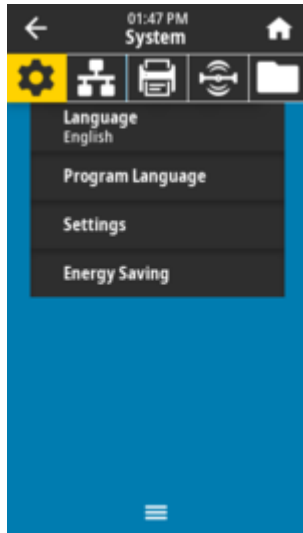 01:47 PM
System
Language
English
Program Language
Settings
Energy Saving